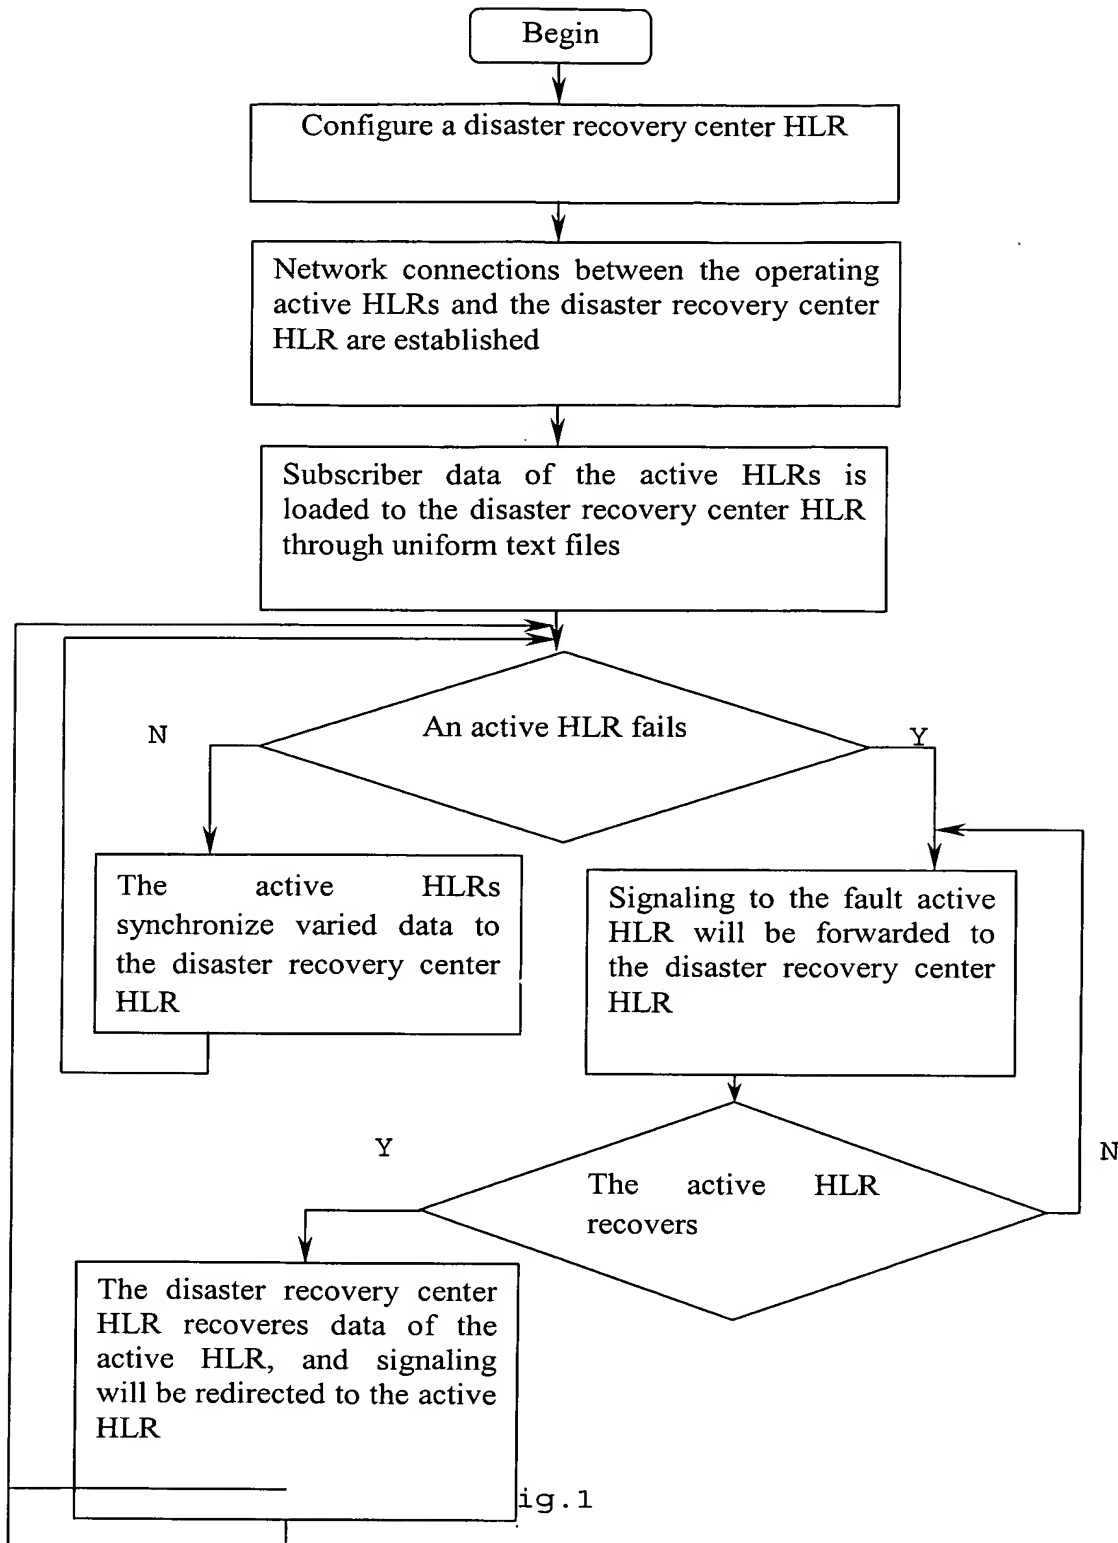 Begin
Configure a disaster recovery center HLR
Network connections between the operating
active HLRs and the disaster recovery center
HLR are established
Subscriber data of the active HLRs is
loaded to the disaster recovery center HLR
through uniform text files
An active HLR fails
N
Y
The active HLRs
synchronize varied data to
the disaster recovery center
HLR
Signaling to the fault active
HLR will be forwarded to
the disaster recovery center
HLR
Y
N
The active HLR
recovers
The disaster recovery center
HLR recoveres data of the
active HLR, and signaling
will be redirected to the active
HLR
ig.1